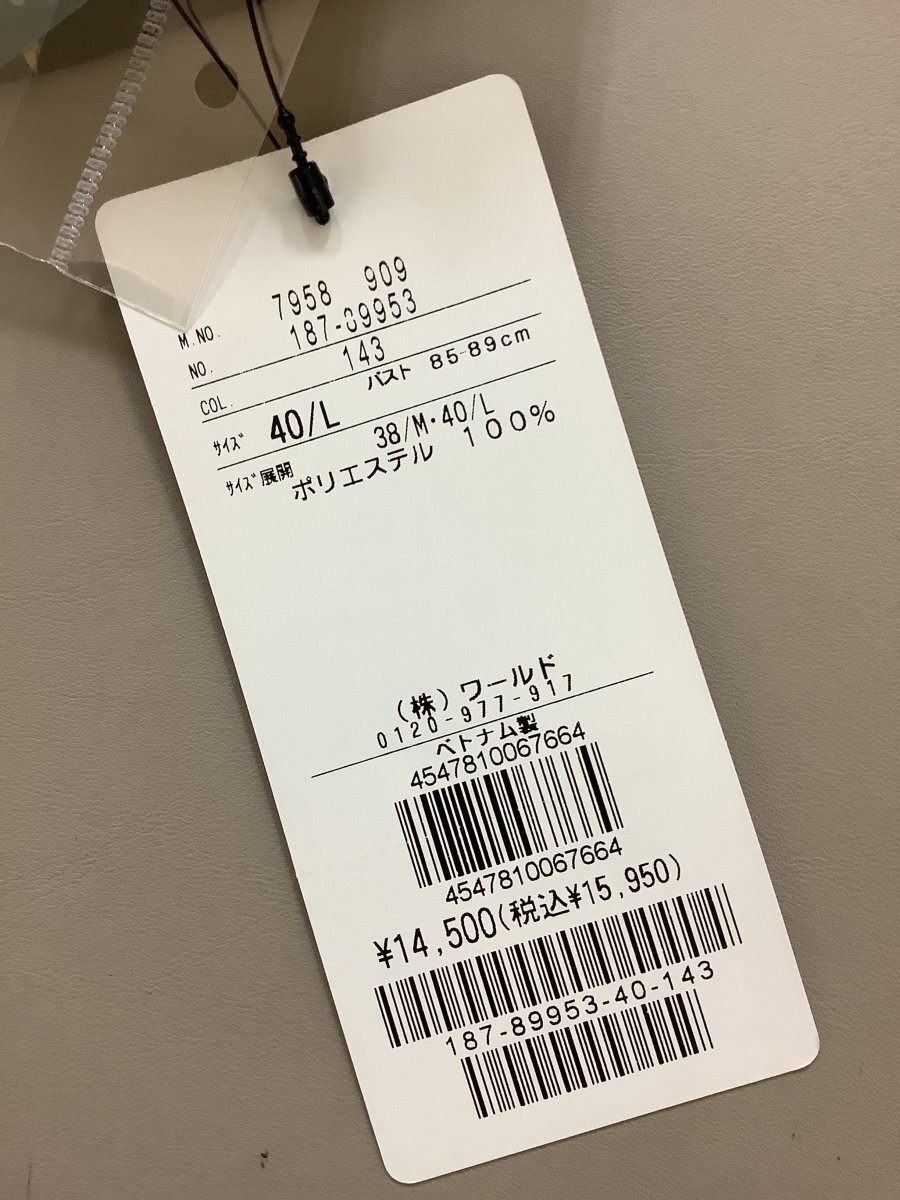 M.NO. 7958 909
NO. 187-89953
COL. 143
サイズ 40/L バスト 85-89cm
サイズ展開 38/M・40/L
ポリエステル 100%
(株)ワールド
0120-977-917
ベトナム製
4547810067664
4547810067664
¥14,500(税込¥15,950)
187-89953-40-143